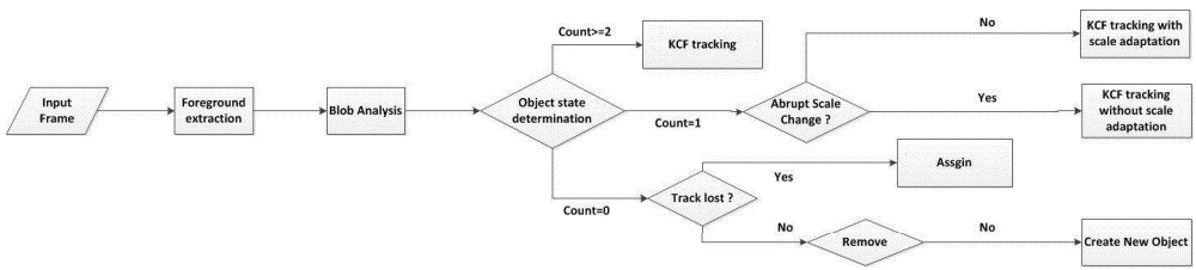 Input
Frame
Foreground
extraction
Blob Analysis
Object state
determination
Count>=2
KCF tracking
Count=1
Abrupt Scale
Change ?
No
KCF tracking with
scale adaptation
Yes
KCF tracking
without scale
adaptation
Count=0
Track lost ?
Yes
Assgin
No
Remove
No
Create New Object